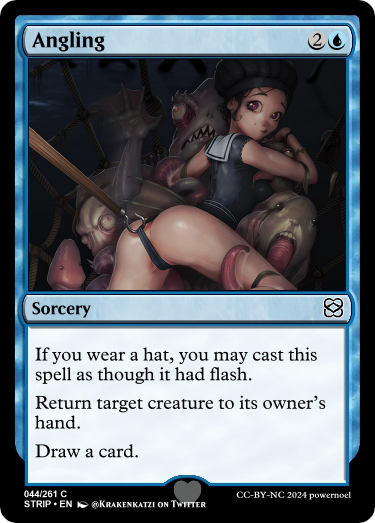 Angling
2
Sorcery
If you wear a hat, you may cast this
spell as though it had flash.
Return target creature to its owner's
hand.
Draw a card.
044/261 C
STRIP • EN @Krakenkatzi on Twitter
CC-BY-NC 2024 powernoel